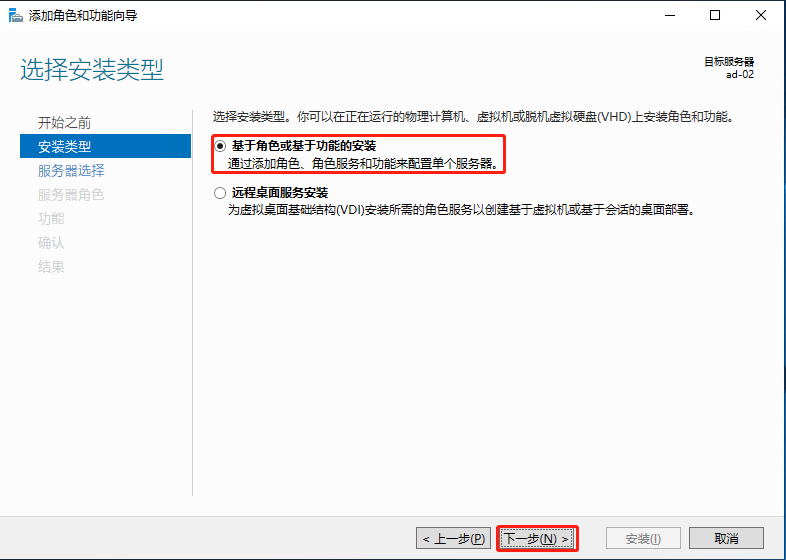 添加角色和功能向导
选择安装类型
目标服务器
ad-02
开始之前
安装类型
服务器选择
服务器角色
功能
确认
结果
选择安装类型。你可以在正在运行的物理计算机、虚拟机或脱机虚拟硬盘(VHD)上安装角色和功能。
基于角色或基于功能的安装
通过添加角色、角色服务和功能来配置单个服务器。
远程桌面服务安装
为虚拟桌面基础结构(VDI)安装所需的角色服务以创建基于虚拟机或基于会话的桌面部署。
< 上一步(P)
下一步(N) >
安装(I)
取消